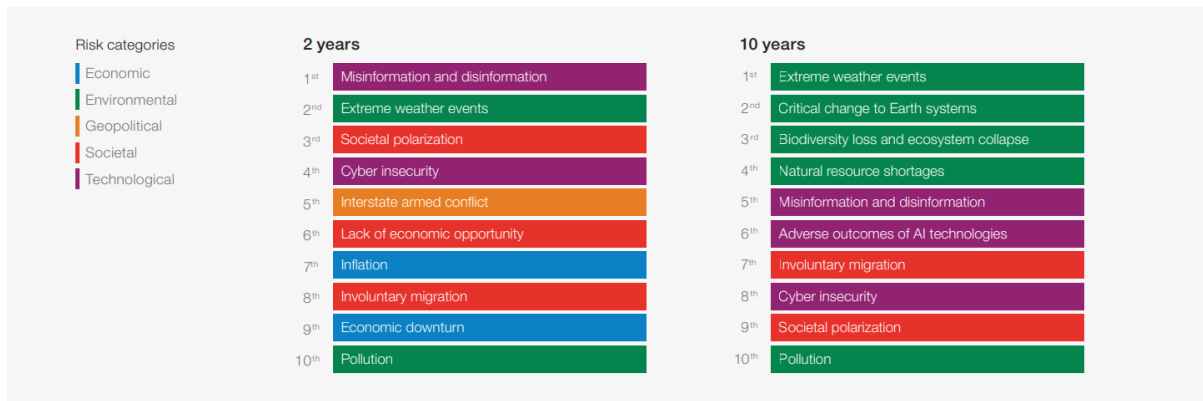 Risk categories
Economic
Environmental
Geopolitical
Societal
Technological
2 years
1st Misinformation and disinformation
2nd Extreme weather events
3rd Societal polarization
4th Cyber insecurity
5th Interstate armed conflict
6th Lack of economic opportunity
7th Inflation
8th Involuntary migration
9th Economic downturn
10th Pollution
10 years
1st Extreme weather events
2nd Critical change to Earth systems
3rd Biodiversity loss and ecosystem collapse
4th Natural resource shortages
5th Misinformation and disinformation
6th Adverse outcomes of AI technologies
7th Involuntary migration
8th Cyber insecurity
9th Societal polarization
10th Pollution